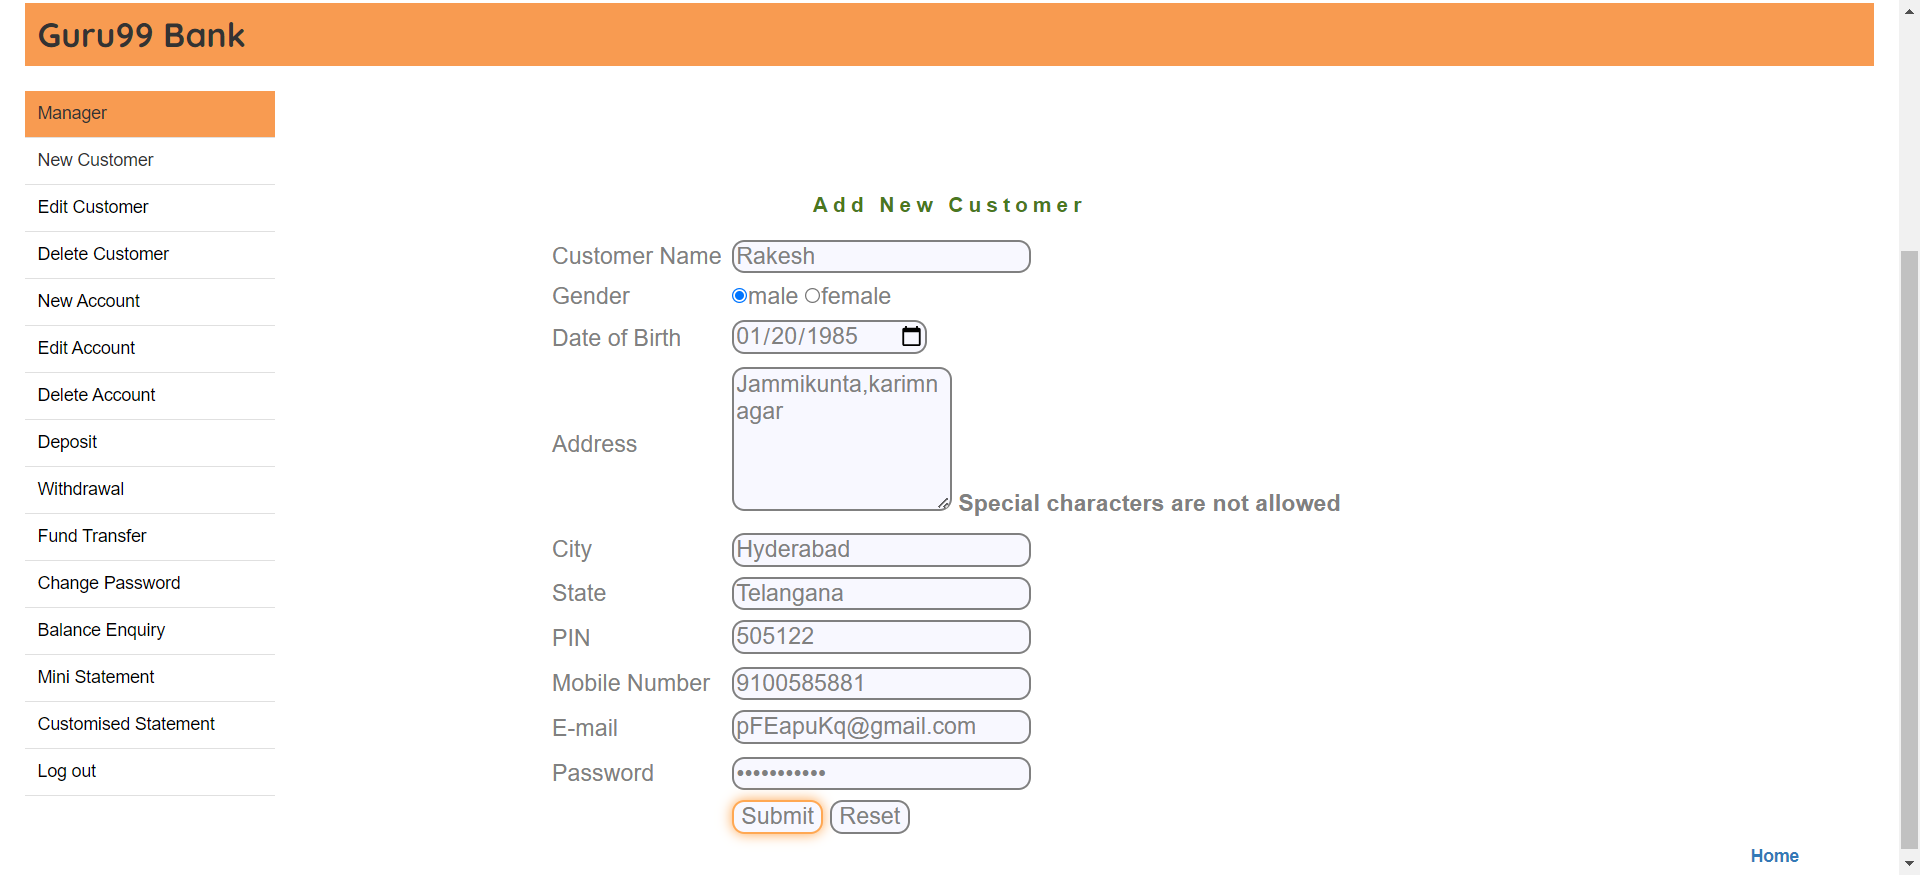 Guru99 Bank
Manager
New Customer
Edit Customer
Delete Customer
New Account
Edit Account
Delete Account
Deposit
Withdrawal
Fund Transfer
Change Password
Balance Enquiry
Mini Statement
Customised Statement
Log out
Add New Customer
Customer Name Rakesh
Gender male female
Date of Birth 01/20/1985
Address Jammikunta,karimn
agar
Special characters are not allowed
City Hyderabad
State Telangana
PIN 505122
Mobile Number 9100585881
E-mail pFEapuKq@gmail.com
Password •••••••••••
Submit Reset
Home